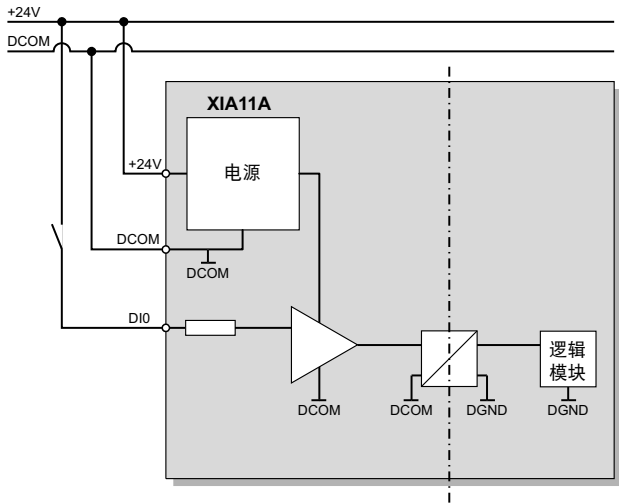 +24V
DCOM
XIA11A
+24V
电源
DCOM
DCOM
DI0
逻辑
模块
DCOM
DCOM
DGND
DGND